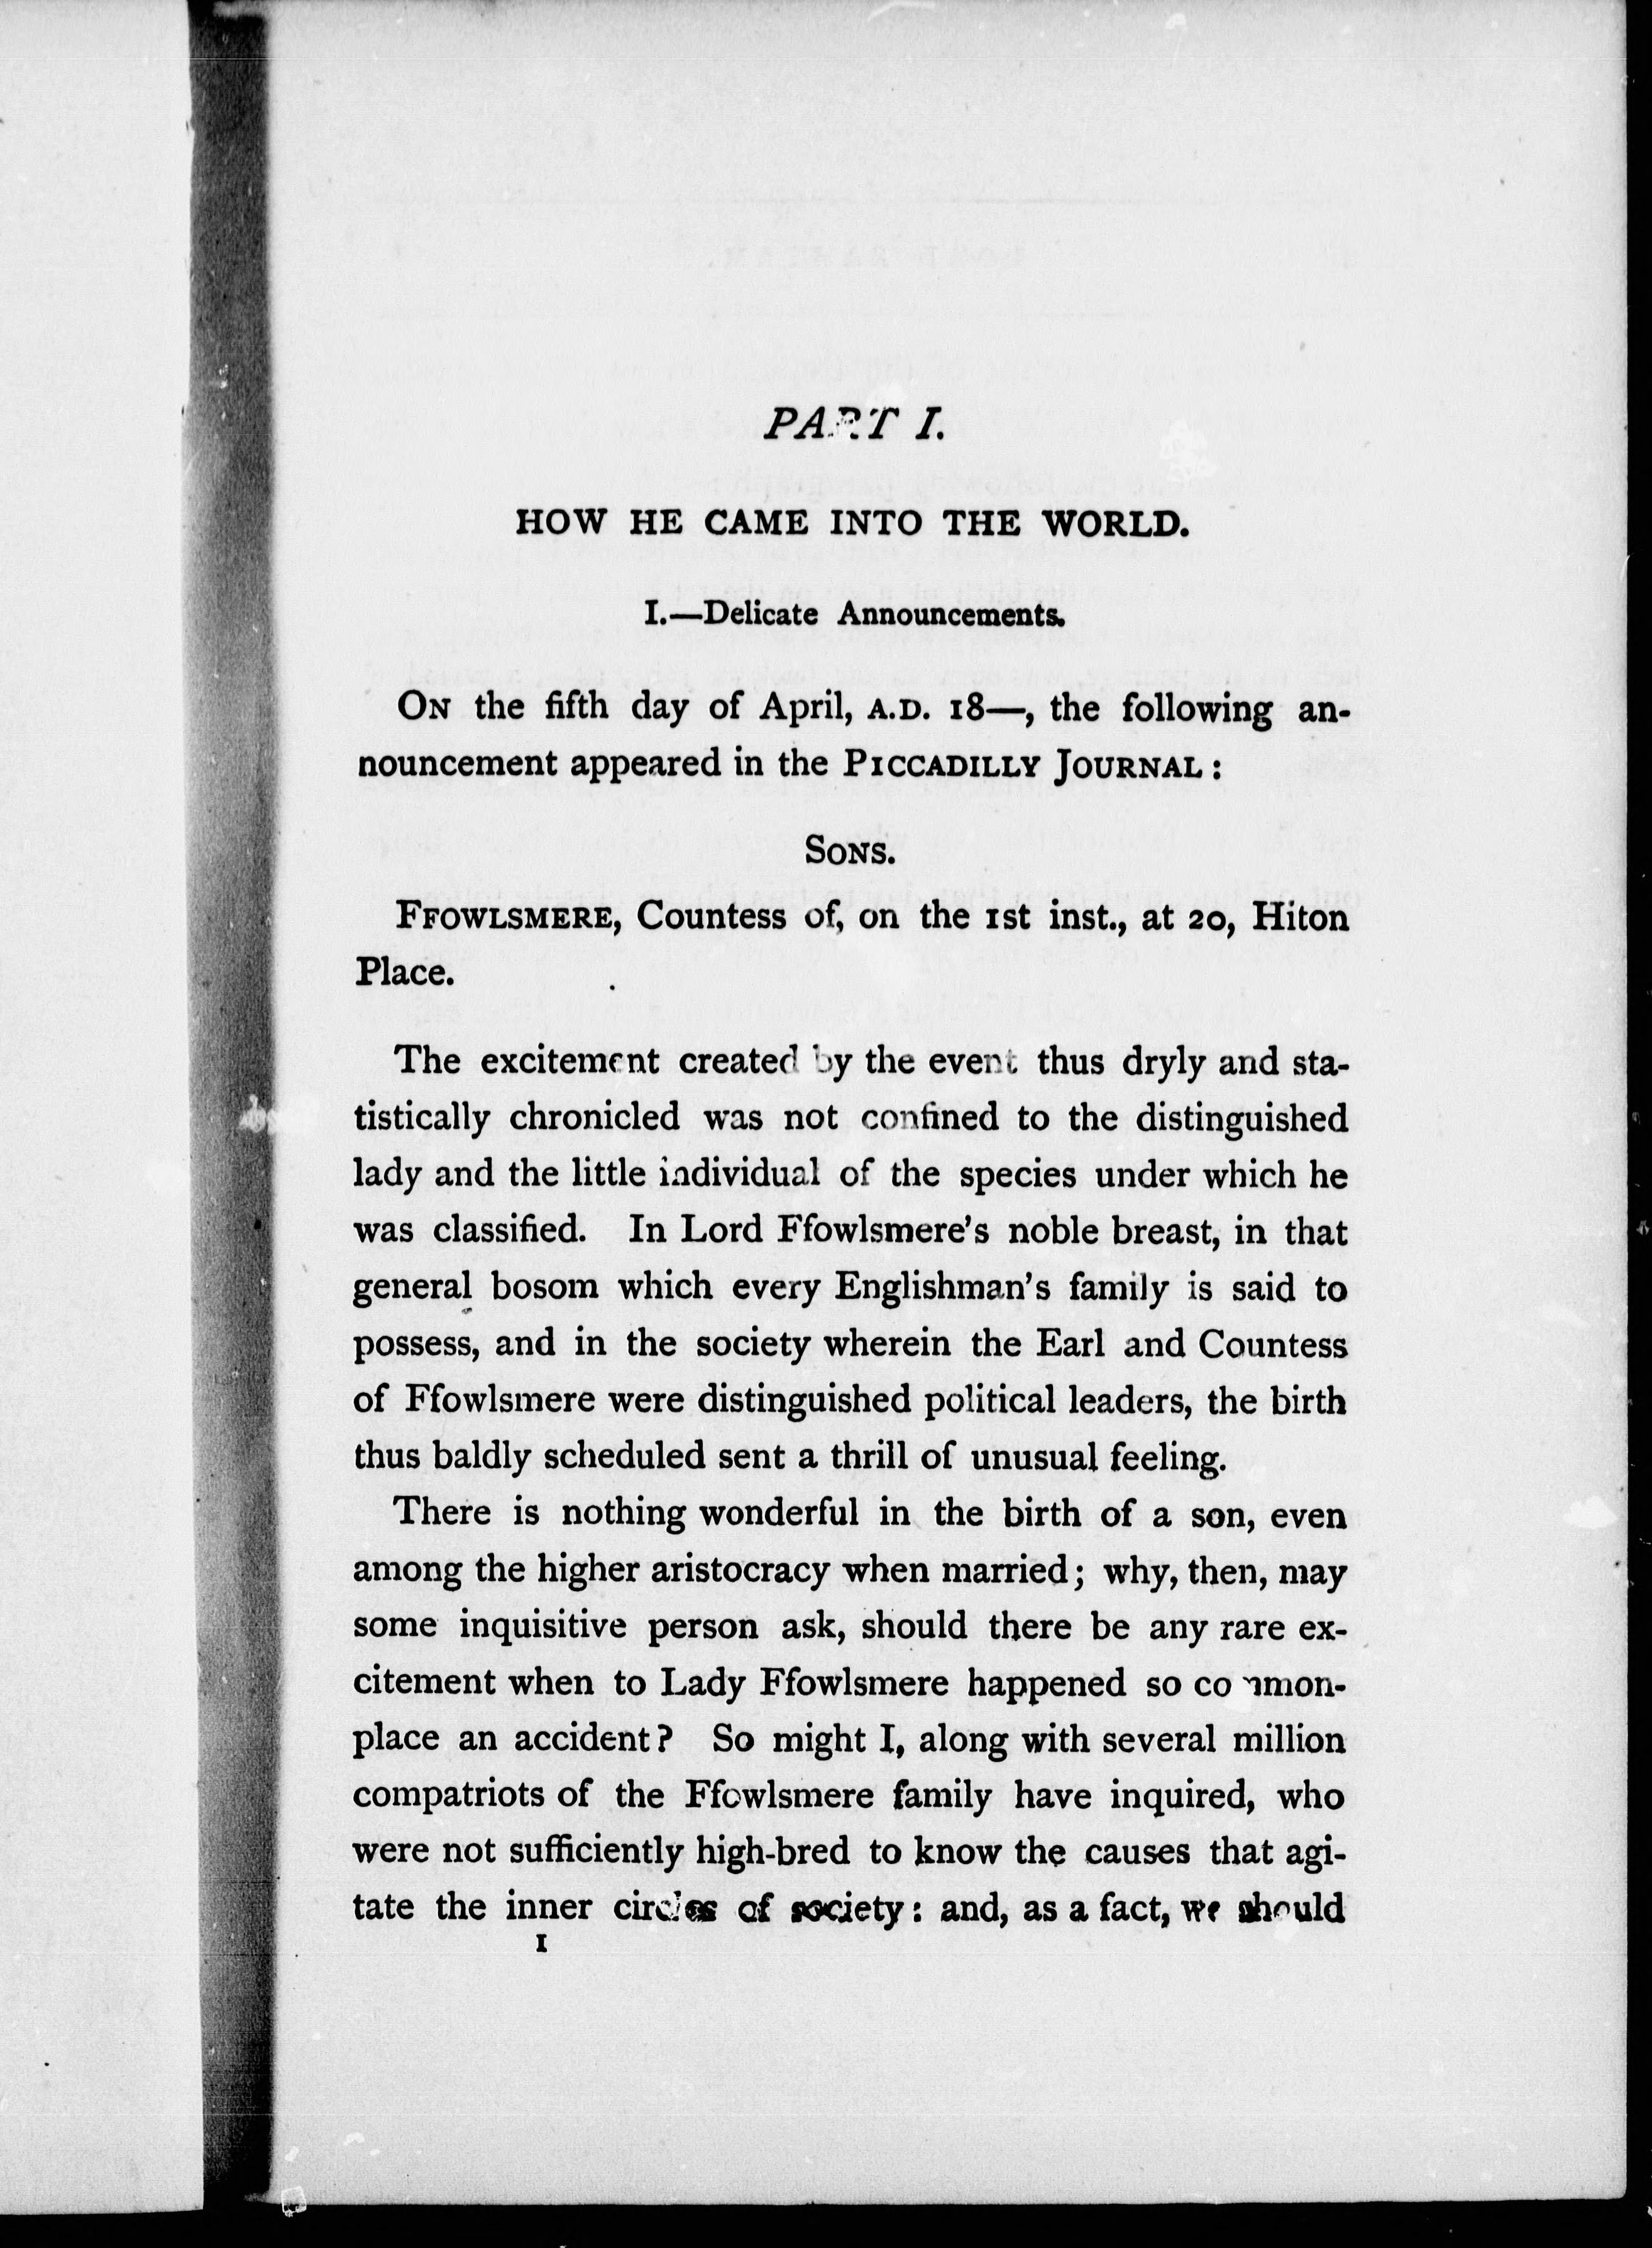 PART I.
HOW HE CAME INTO THE WORLD.
I.—Delicate Announcements.
ON the fifth day of April, A.D. 18—, the following an-
nouncement appeared in the PICCADILLY JOURNAL:
SONS.
FFOWLSMERE, Countess of, on the 1st inst., at 20, Hiton
Place.
The excitement created by the event thus dryly and sta-
tistically chronicled was not confined to the distinguished
lady and the little individual of the species under which he
was classified. In Lord Ffowlsmere's noble breast, in that
general bosom which every Englishman's family is said to
possess, and in the society wherein the Earl and Countess
of Ffowlsmere were distinguished political leaders, the birth
thus baldly scheduled sent a thrill of unusual feeling.
There is nothing wonderful in the birth of a son, even
among the higher aristocracy when married; why, then, may
some inquisitive person ask, should there be any rare ex-
citement when to Lady Ffowlsmere happened so common-
place an accident? So might I, along with several million
compatriots of the Ffowlsmere family have inquired, who
were not sufficiently high-bred to know the causes that agi-
tate the inner circles of society: and, as a fact, we should
1